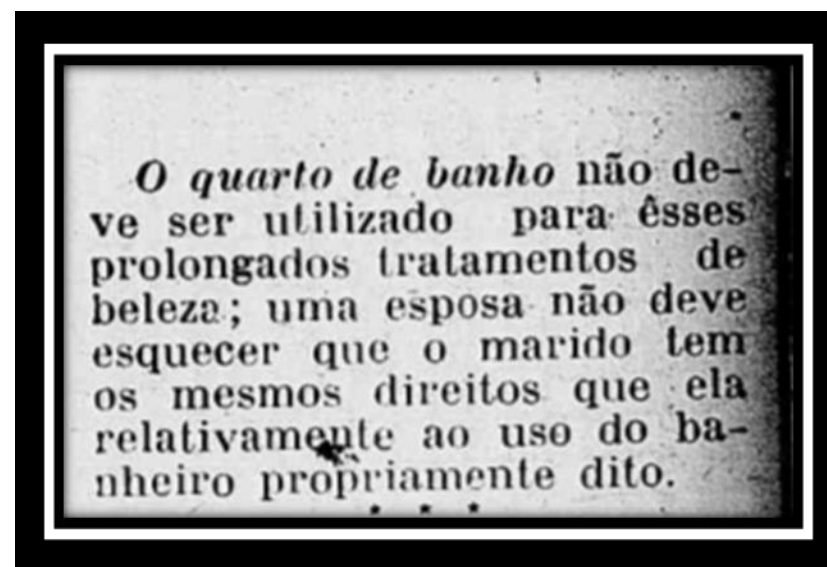 O quarto de banho não de-
ve ser utilizado para êsses
prolongados tratamentos de
beleza; uma esposa não deve
esquecer que o marido tem
os mesmos direitos que ela
relativamente ao uso do ba-
nheiro propriamente dito.
* * *